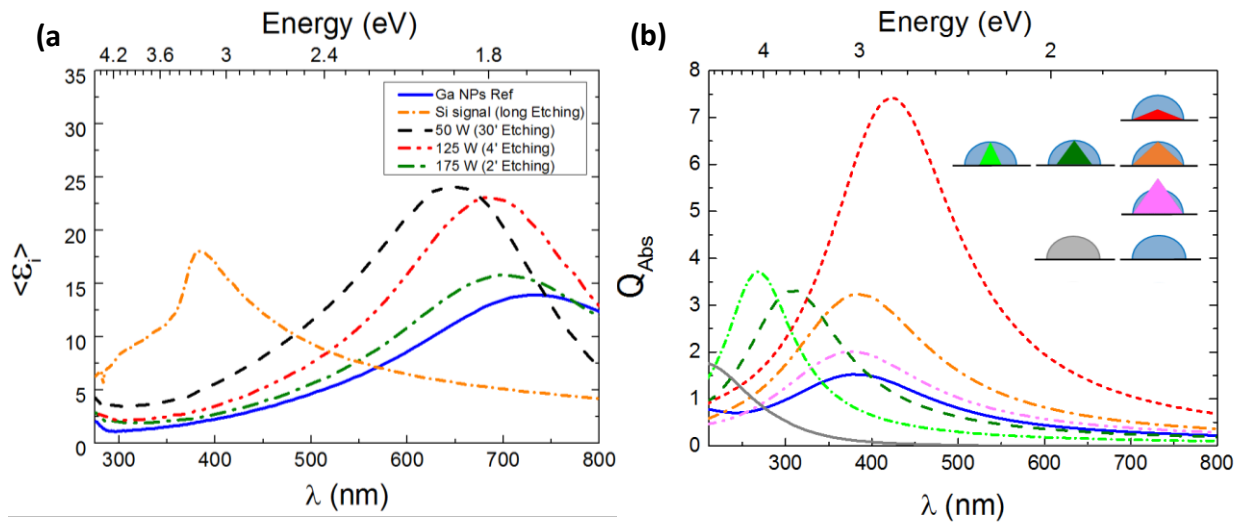 (a
Energy (eV)
4.2 3.6 3 2.4 1.8
35
30
25
20
15
10
5
0
<Ɛi>
Ga NPs Ref
Si signal (long Etching)
50 W (30' Etching)
125 W (4' Etching)
175 W (2' Etching)
300 400 500 600 700 800
λ (nm)
(b)
Energy (eV)
4 3 2
8
7
6
5
4
3
2
1
0
QAbs
300 400 500 600 700 800
λ (nm)